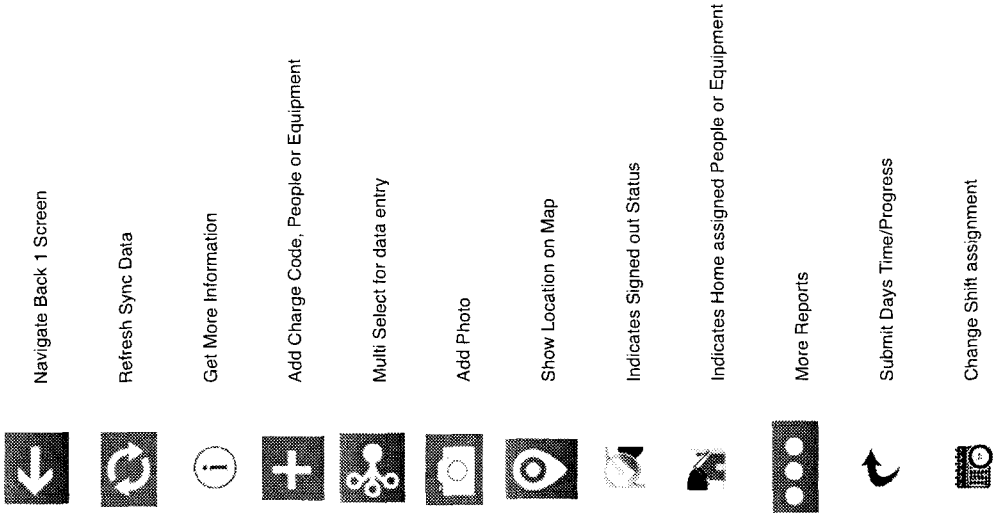 Navigate Back 1 Screen
Refresh Sync Data
Get More Information
Add Charge Code, People or Equipment
Multi Select for data entry
Add Photo
Show Location on Map
Indicates Signed out Status
Indicates Home assigned People or Equipment
More Reports
Submit Days Time/Progress
Change Shift assignment